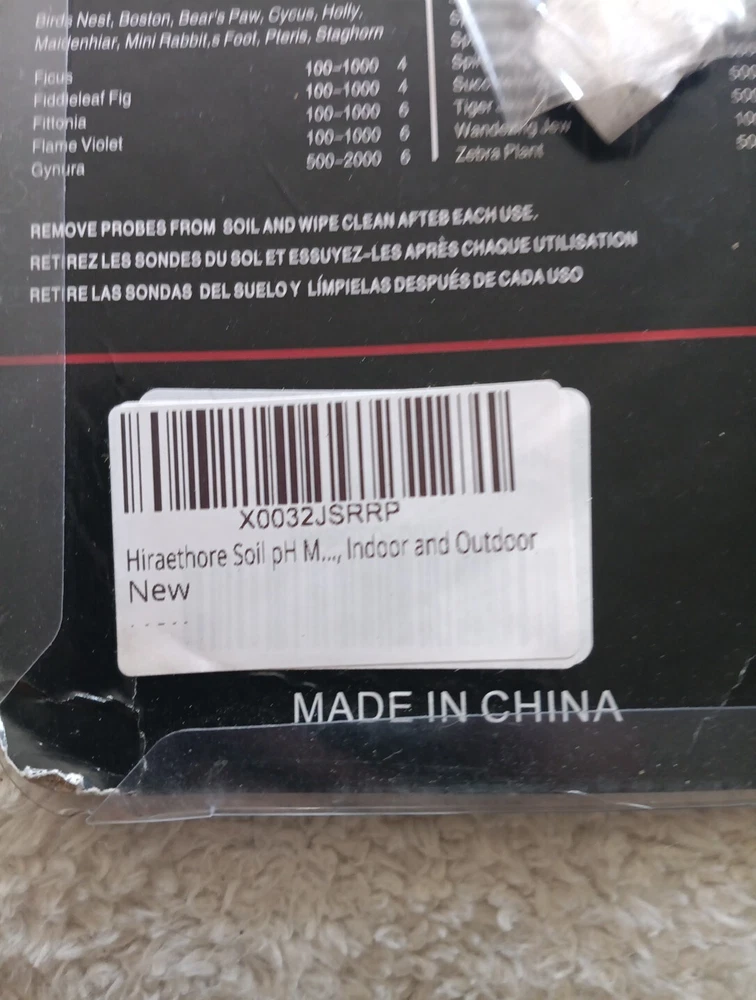 Birds Nest, Boston, Bear's Paw, Cycus, Holly,
Maidenhiar, Mini Rabbit,s Foot, Pteris, Staghorn
Ficus 100-1000 4
Fiddleleaf Fig 100-1000 4
Fittonia 100-1000 6
Flame Violet 100-1000 6
Gynura 500-2000 6
Tiger
Wandering Jew
Zebra Plant
REMOVE PROBES FROM SOIL AND WIPE CLEAN AFTEB EACH USE.
RETIREZ LES SONDES DU SOL ET ESSUYEZ-LES APRÈS CHAQUE UTILISATION
RETIRE LAS SONDAS DEL SUELO Y LÍMPIELAS DESPUÉS DE CADA USO
X0032JSRRP
Hiraethore Soil pH M..., Indoor and Outdoor
New
MADE IN CHINA